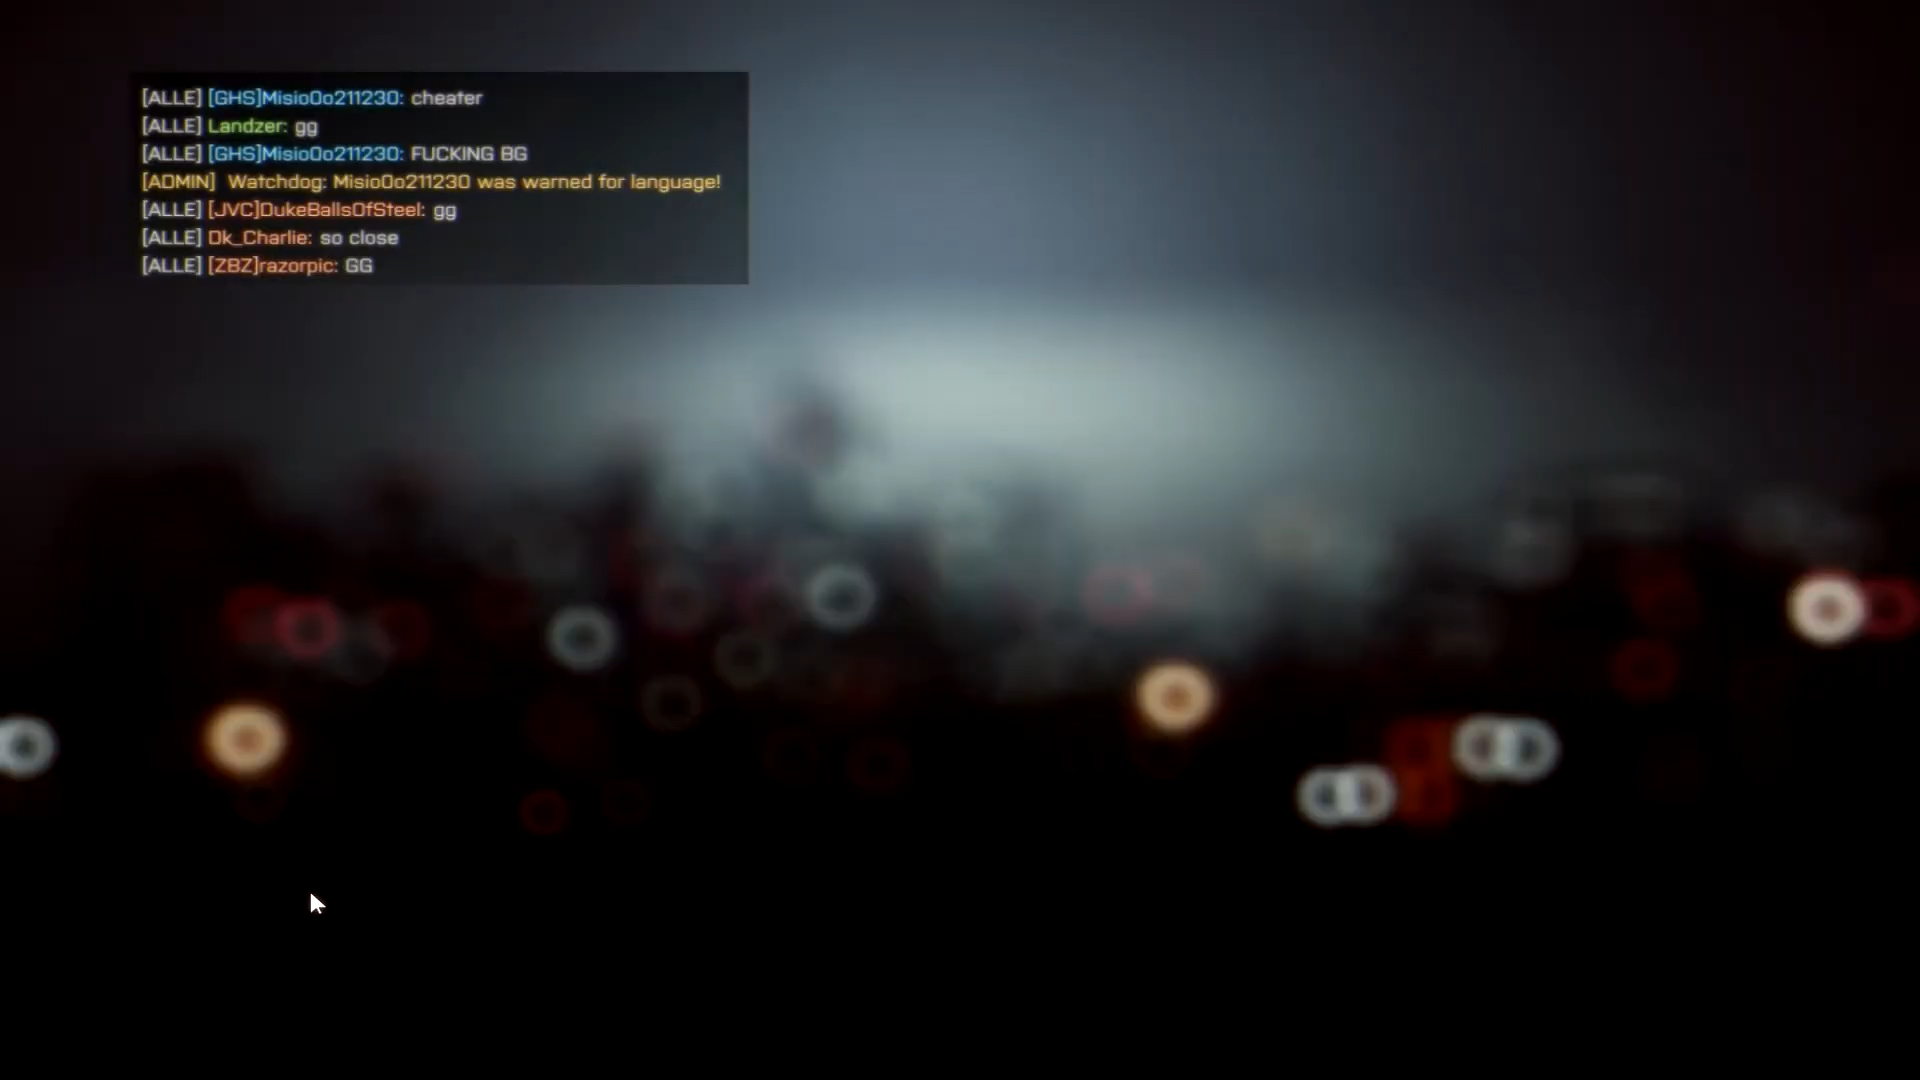 [ALLE] [GHS]Misio0o211230: cheater
[ALLE] Landzer: gg
[ALLE] [GHS]Misio0o211230: FUCKING BG
[ADMIN] Watchdog: Misio0o211230 was warned for language!
[ALLE] [JVC]DukeBallsOfSteel: gg
[ALLE] Dk_Charlie: so close
[ALLE] [ZBZ]razorpic: GG